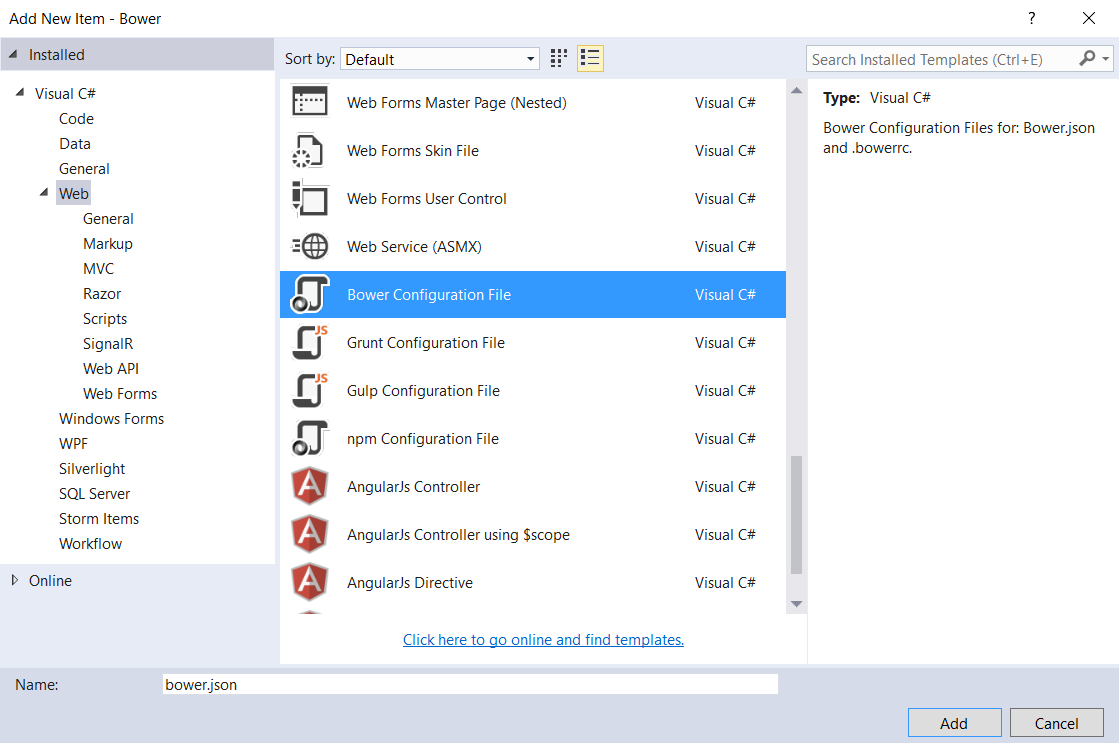 Add New Item - Bower
?
Installed
Sort by: Default
Search Installed Templates (Ctrl+E)
Visual C#
Code
Data
General
Web
General
Markup
MVC
Razor
Scripts
SignalR
Web API
Web Forms
Windows Forms
WPF
Silverlight
SQL Server
Storm Items
Workflow
Online
Web Forms Master Page (Nested) Visual C#
Web Forms Skin File Visual C#
Web Forms User Control Visual C#
Web Service (ASMX) Visual C#
Bower Configuration File Visual C#
JS
Grunt Configuration File Visual C#
JS
Gulp Configuration File Visual C#
npm Configuration File Visual C#
A
AngularJs Controller Visual C#
A
AngularJs Controller using $scope Visual C#
A
AngularJs Directive Visual C#
Click here to go online and find templates.
Type: Visual C#
Bower Configuration Files for: Bower.json
and .bowerrc.
Name: bower.json
Add
Cancel